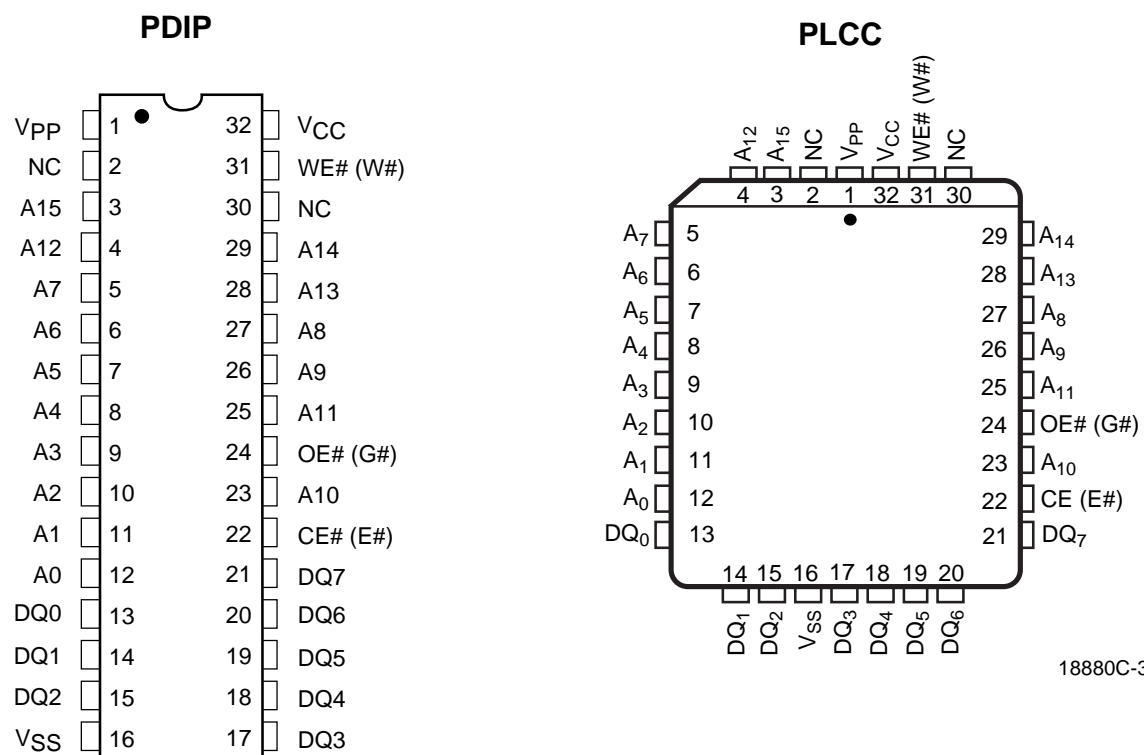 PDIP
VPP 1 32 VCC
NC 2 31 WE# (W#)
A15 3 30 NC
A12 4 29 A14
A7 5 28 A13
A6 6 27 A8
A5 7 26 A9
A4 8 25 A11
A3 9 24 OE# (G#)
A2 10 23 A10
A1 11 22 CE# (E#)
A0 12 21 DQ7
DQ0 13 20 DQ6
DQ1 14 19 DQ5
DQ2 15 18 DQ4
VSS 16 17 DQ3
PLCC
A12 A15 NC VPP VCC WE# (W#) NC
4 3 2 1 32 31 30
A7 5 29 A14
A6 6 28 A13
A5 7 27 A8
A4 8 26 A9
A3 9 25 A11
A2 10 24 OE# (G#)
A1 11 23 A10
A0 12 22 CE (E#)
DQ0 13 21 DQ7
14 15 16 17 18 19 20
DQ1 DQ2 VSS DQ3 DQ4 DQ5 DQ6
18880C-3